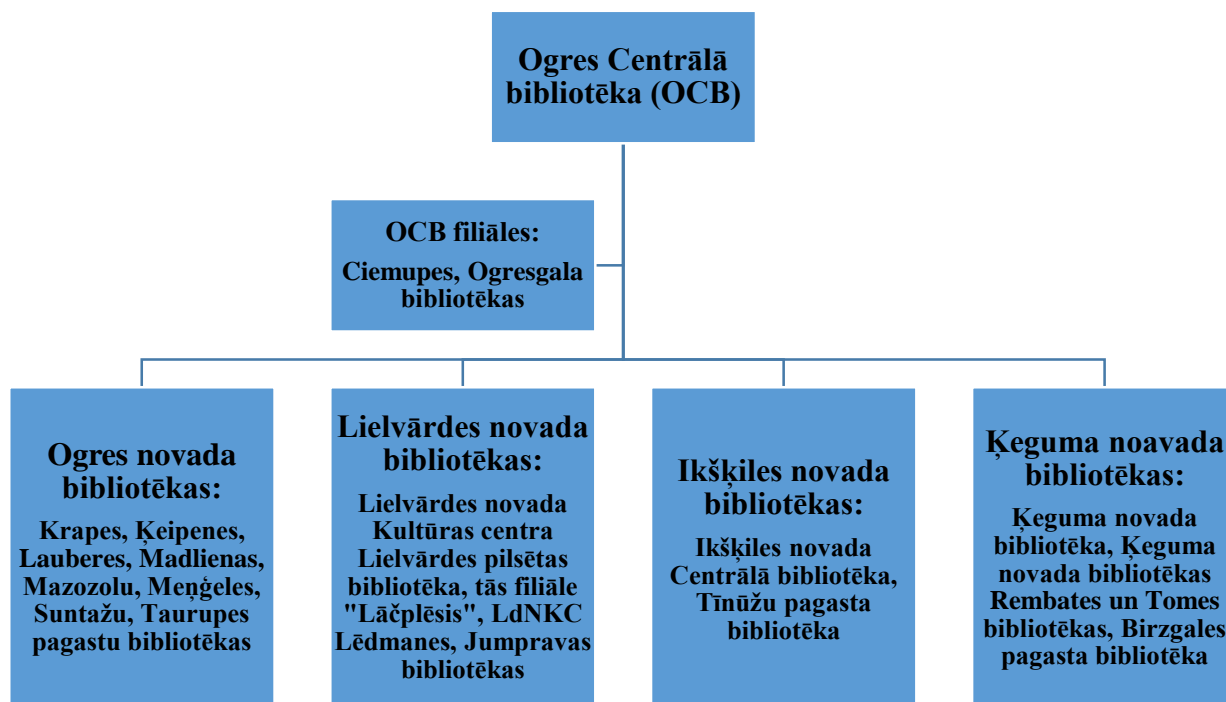 Ogres Centrālā
bibliotēka (OCB)
OCB filiāles:
Ciemupes, Ogresgala
bibliotēkas
Ogres novada
bibliotēkas:
Krapes, Ķeipenes,
Lauberes, Madlienas,
Mazozolu, Meņģeles,
Suntažu, Taurupes
pagastu bibliotēkas
Lielvārdes novada
bibliotēkas:
Lielvārdes novada
Kultūras centra
Lielvārdes pilsētas
bibliotēka, tās filiāle
"Lāčplēsis", LdNKC
Lēdmanes, Jumpravas
bibliotēkas
Ikšķiles novada
bibliotēkas:
Ikšķiles novada
Centrālā bibliotēka,
Tīnūžu pagasta
bibliotēka
Ķeguma noavada
bibliotēkas:
Ķeguma novada
bibliotēka, Ķeguma
novada bibliotēkas
Rembates un Tomes
bibliotēkas, Birzgales
pagasta bibliotēka